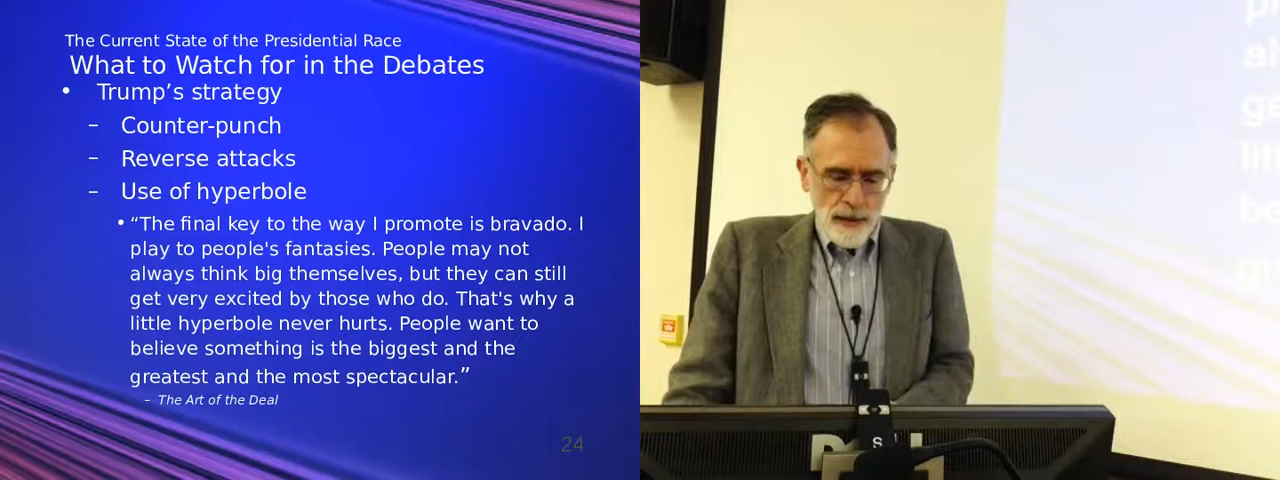 The Current State of the Presidential Race
What to Watch for in the Debates
• Trump’s strategy
– Counter-punch
– Reverse attacks
– Use of hyperbole
• “The final key to the way I promote is bravado. I
play to people's fantasies. People may not
always think big themselves, but they can still
get very excited by those who do. That's why a
little hyperbole never hurts. People want to
believe something is the biggest and the
greatest and the most spectacular.”
– The Art of the Deal
24